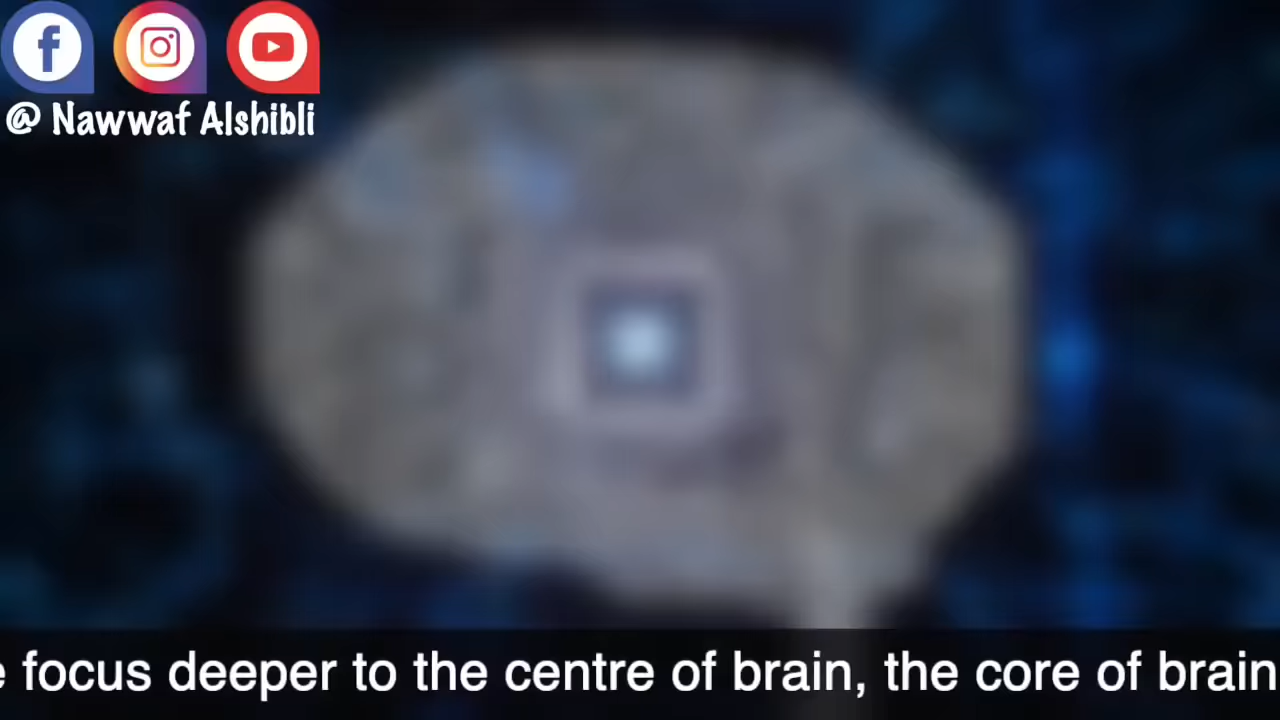 @ Nawwaf Alshibli
focus deeper to the centre of brain, the core of brain